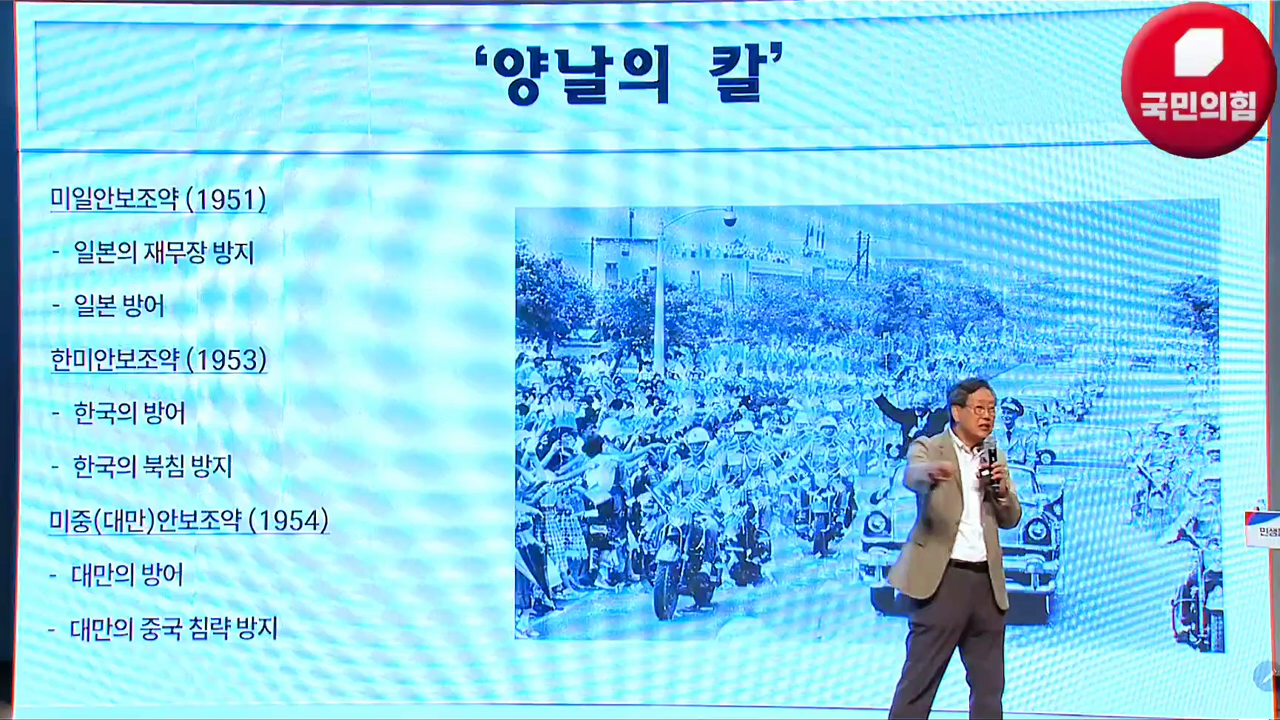 ‘양날의 칼’
국민의힘
미일안보조약 (1951)
- 일본의 재무장 방지
- 일본 방어
한미안보조약 (1953)
- 한국의 방어
- 한국의 북침 방지
미중(대만)안보조약 (1954)
- 대만의 방어
- 대만의 중국 침략 방지